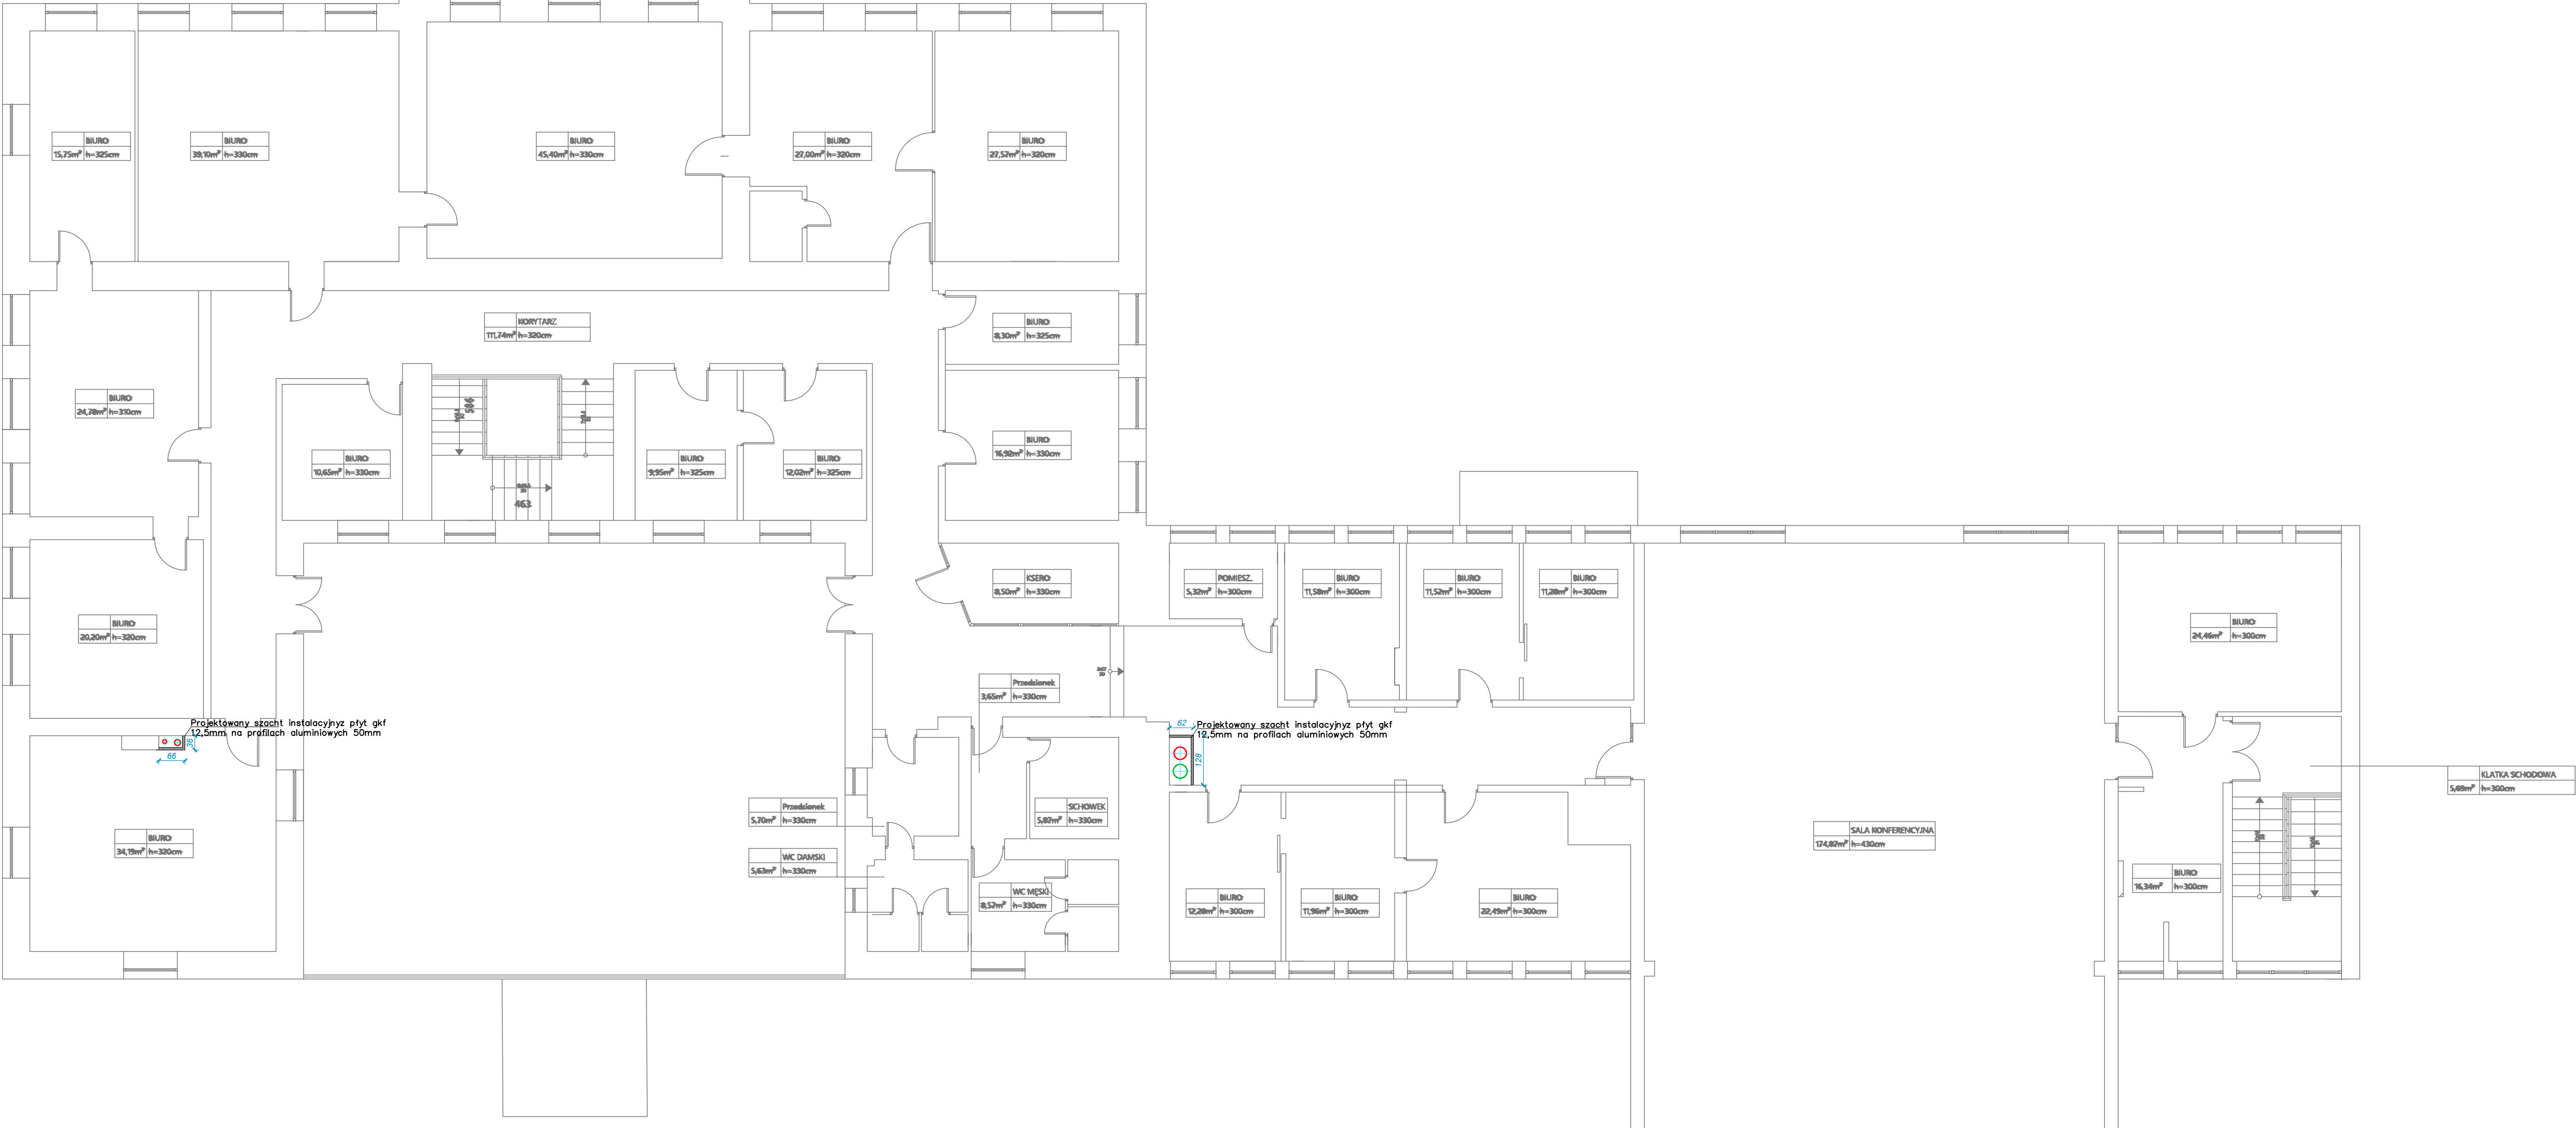 BIURO
15,75m² h=325cm
BIURO
39,10m² h=330cm
BIURO
45,40m² h=330cm
BIURO
27,00m² h=320cm
BIURO
27,57m² h=320cm
KORYTARZ
111,74m² h=320cm
BIURO
8,30m² h=325cm
BIURO
24,78m² h=310cm
586
BIURO
10,65m² h=330cm
BIURO
9,95m² h=325cm
BIURO
12,02m² h=325cm
BIURO
16,92m² h=330cm
463
BIURO
20,20m² h=320cm
KSERO
8,50m² h=330cm
POMIESZ.
5,32m² h=300cm
BIURO
11,58m² h=300cm
BIURO
11,52m² h=300cm
BIURO
11,28m² h=300cm
BIURO
24,46m² h=300cm
Przedsionek
3,65m² h=330cm
Projektowany szacht instalacyjnyz płyt gkf
12,5mm na profilach aluminiowych 50mm
36
66
62
Projektowany szacht instalacyjnyz płyt gkf
12,5mm na profilach aluminiowych 50mm
128
KLATKA SCHODOWA
5,69m² h=300cm
Przedsionek
5,70m² h=330cm
SCHOWEK
5,87m² h=330cm
BIURO
34,19m² h=320cm
SALA KONFERENCYJNA
174,87m² h=430cm
WC DAMSKI
5,63m² h=330cm
WC MĘSKI
8,57m² h=330cm
BIURO
12,28m² h=300cm
BIURO
11,96m² h=300cm
BIURO
22,49m² h=300cm
BIURO
16,34m² h=300cm